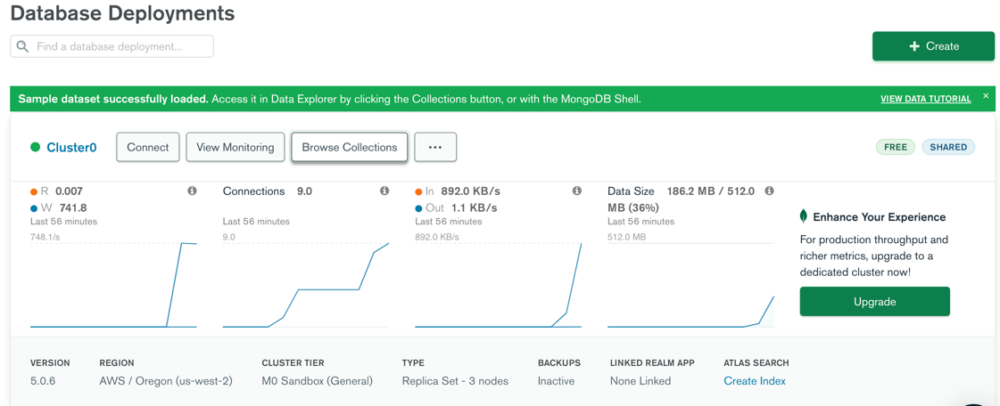 Database Deployments
Find a database deployment...
+ Create
Sample dataset successfully loaded. Access it in Data Explorer by clicking the Collections button, or with the MongoDB Shell.
VIEW DATA TUTORIAL
Cluster0
Connect
View Monitoring
Browse Collections
...
FREE
SHARED
R 0.007
W 741.8
Last 56 minutes
748.1/s
Connections 9.0
Last 56 minutes
9.0
In 892.0 KB/s
Out 1.1 KB/s
Last 56 minutes
892.0 KB/s
Data Size 186.2 MB / 512.0
MB (36%)
Last 56 minutes
512.0 MB
Enhance Your Experience
For production throughput and
richer metrics, upgrade to a
dedicated cluster now!
Upgrade
VERSION
5.0.6
REGION
AWS / Oregon (us-west-2)
CLUSTER TIER
M0 Sandbox (General)
TYPE
Replica Set - 3 nodes
BACKUPS
Inactive
LINKED REALM APP
None Linked
ATLAS SEARCH
Create Index